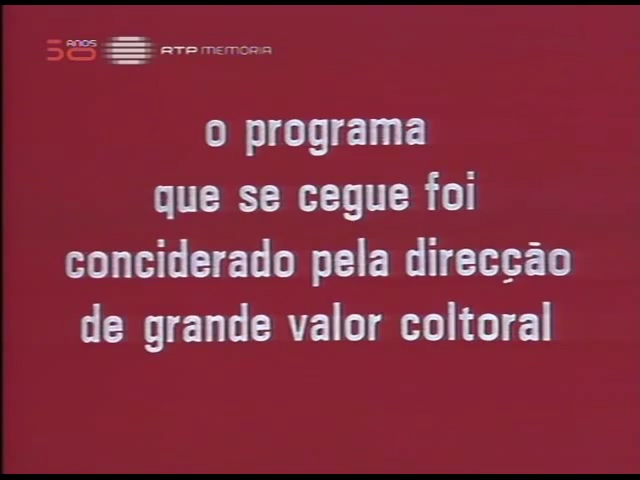 50 ANOS RTP MEMÓRIA
o programa
que se cegue foi
conciderado pela direcção
de grande valor coltoral